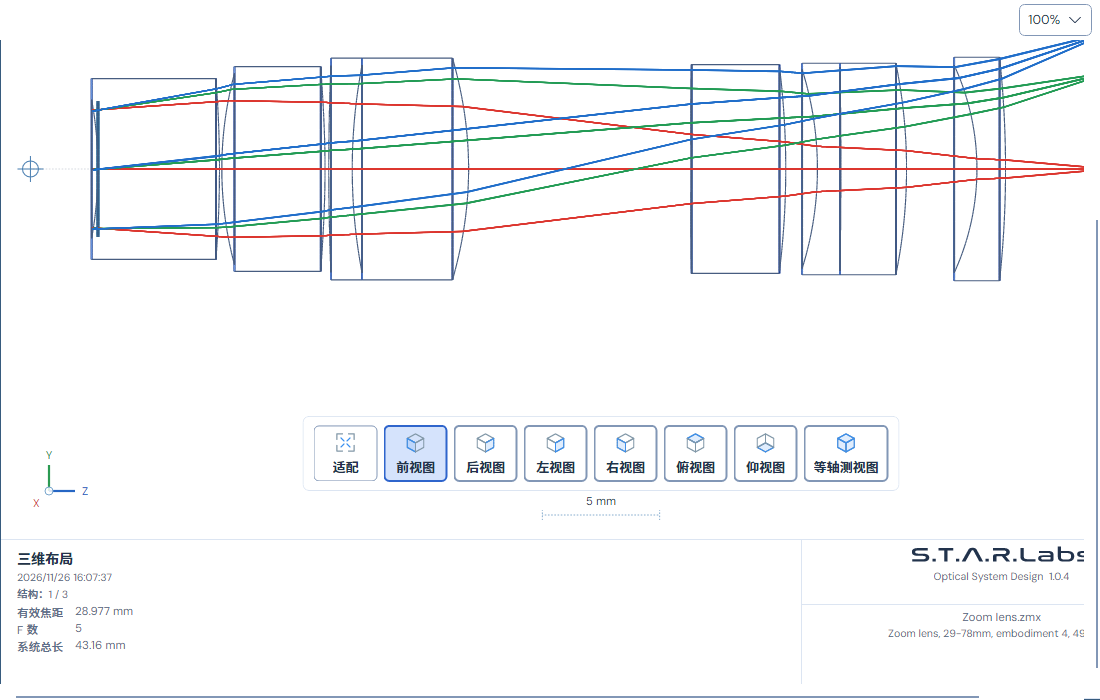 100%
适配
前视图
后视图
左视图
右视图
俯视图
仰视图
等轴测视图
5 mm
Y
Z
X
三维布局
2026/11/26 16:07:37
结构: 1 / 3
有效焦距 28.977 mm
F 数 5
系统总长 43.16 mm
S.T.A.R.Labs
Optical System Design 1.0.4
Zoom lens.zmx
Zoom lens, 29-78mm, embodiment 4, 49